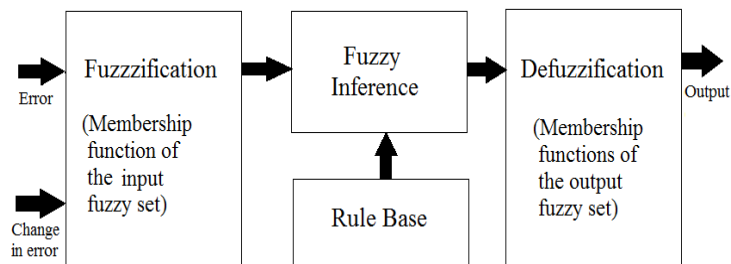 Error
Change
in error
Fuzzzification
(Membership
function of
the input
fuzzy set)
Fuzzy
Inference
Rule Base
Defuzzification
(Membership
functions of
the output
fuzzy set)
Output